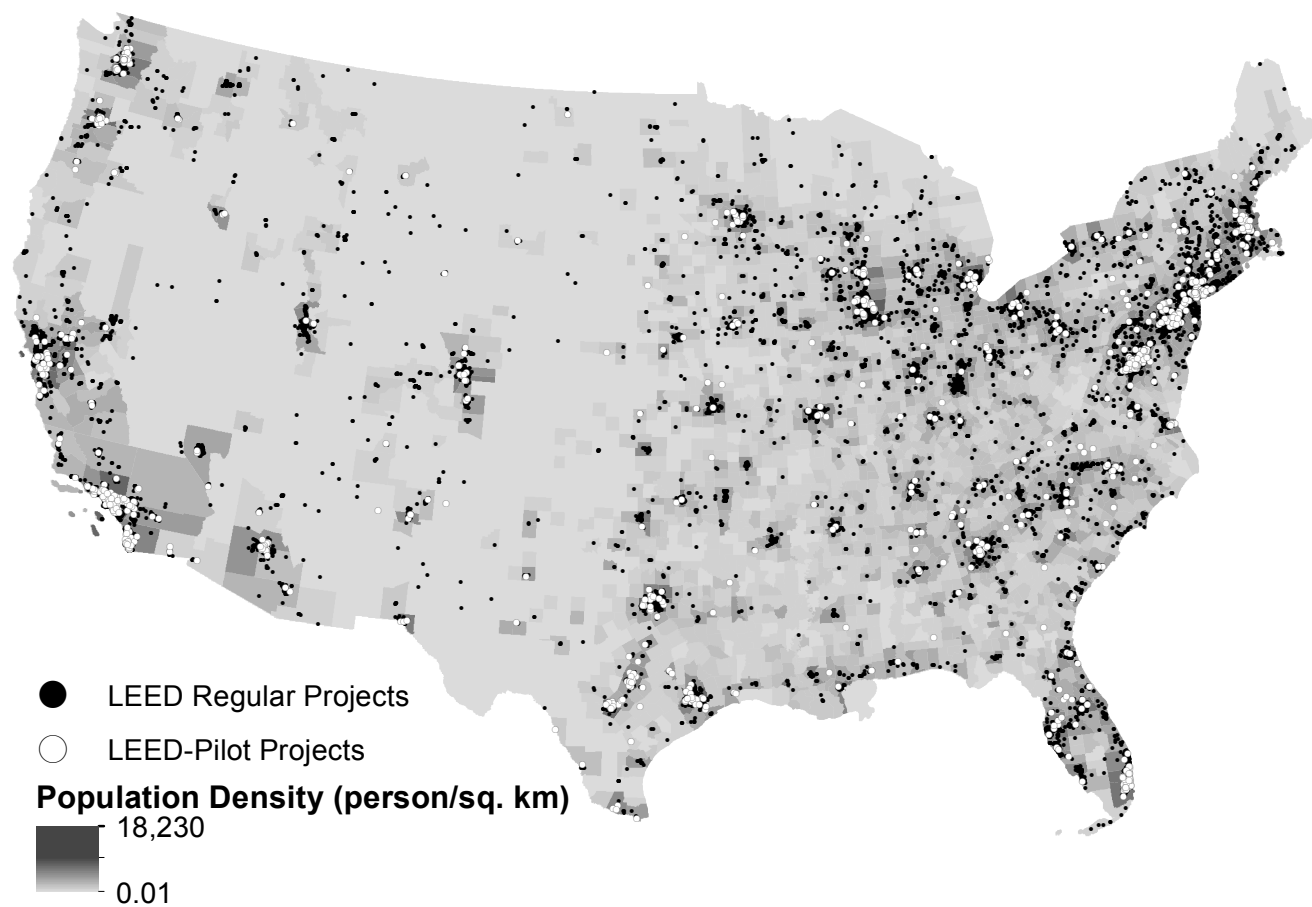 LEED Regular Projects
LEED-Pilot Projects
Population Density (person/sq. km)
18,230
0.01